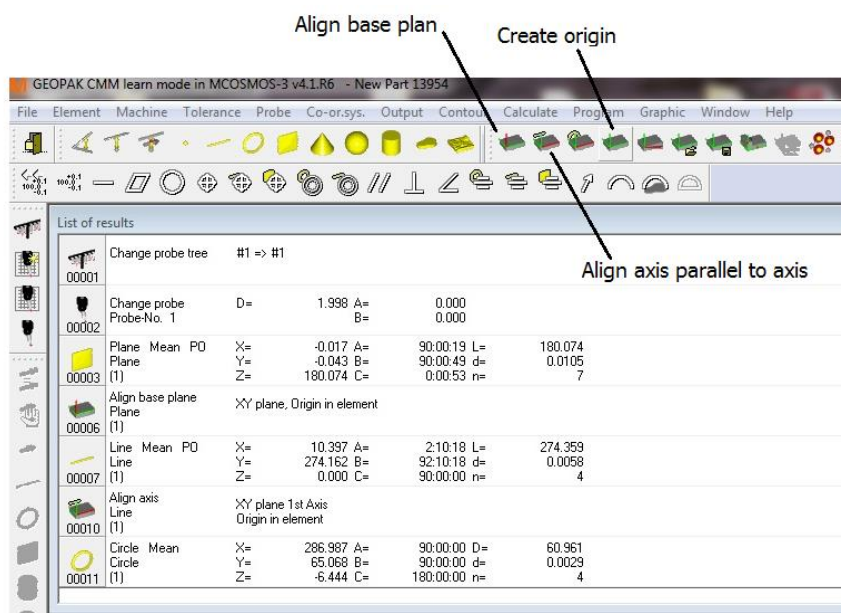 Align base plan
Create origin
GEOPAK CMM learn mode in MCOSMOS-3 v4.1.R6 - New Part 13954
File Element Machine Tolerance Probe Co-or.sys. Output Contour Calculate Program Graphic Window Help
Align axis parallel to axis
List of results
00001 Change probe tree #1 => #1
00002 Change probe D= 1.998 A= 0.000
Probe-No. 1 B= 0.000
00003 Plane Mean PO X= -0.017 A= 90:00:19 L= 180.074
Plane Y= -0.043 B= 90:00:49 d= 0.0105
(1) Z= 180.074 C= 0:00:53 n= 7
00006 Align base plane XY plane, Origin in element
Plane
(1)
00007 Line Mean PO X= 10.397 A= 2:10:18 L= 274.359
Line Y= 274.162 B= 92:10:18 d= 0.0058
(1) Z= 0.000 C= 90:00:00 n= 4
00010 Align axis XY plane 1st Axis
Line Origin in element
(1)
00011 Circle Mean X= 286.987 A= 90:00:00 D= 60.961
Circle Y= 65.068 B= 90:00:00 d= 0.0029
(1) Z= -6.444 C= 180:00:00 n= 4